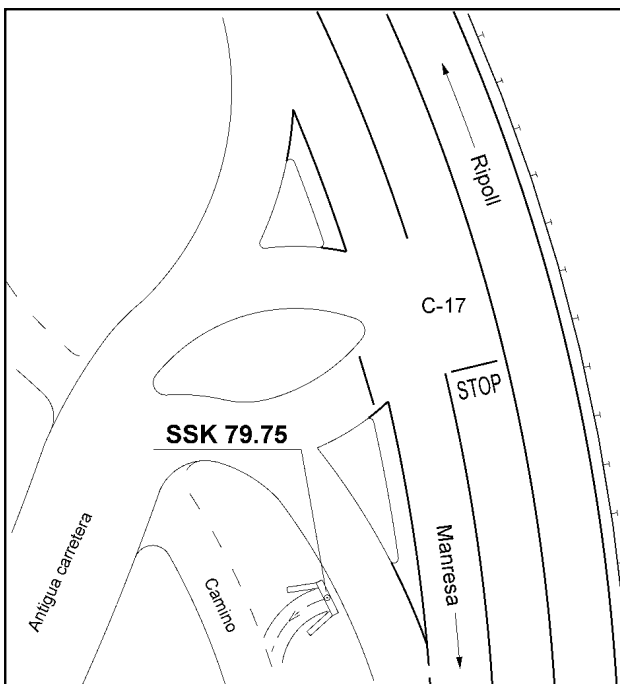 Ripoll
C-17
STOP
SSK 79.75
Antigua carretera
Camino
Manresa